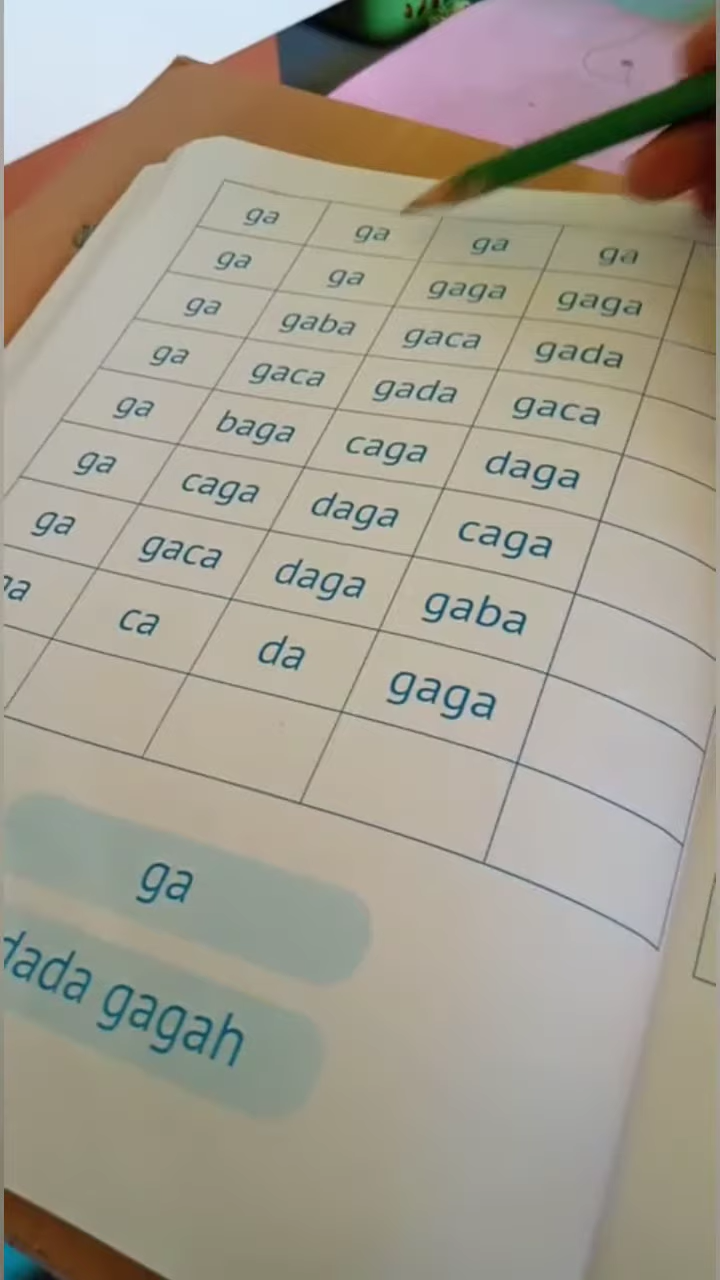 ga ga ga ga
ga ga gaga gaga
ga gaba gaca gada
ga gaca gada gaca
ga baga caga daga
ga caga daga caga
ga gaca daga gaba
ca da gaga
ga
dada gagah